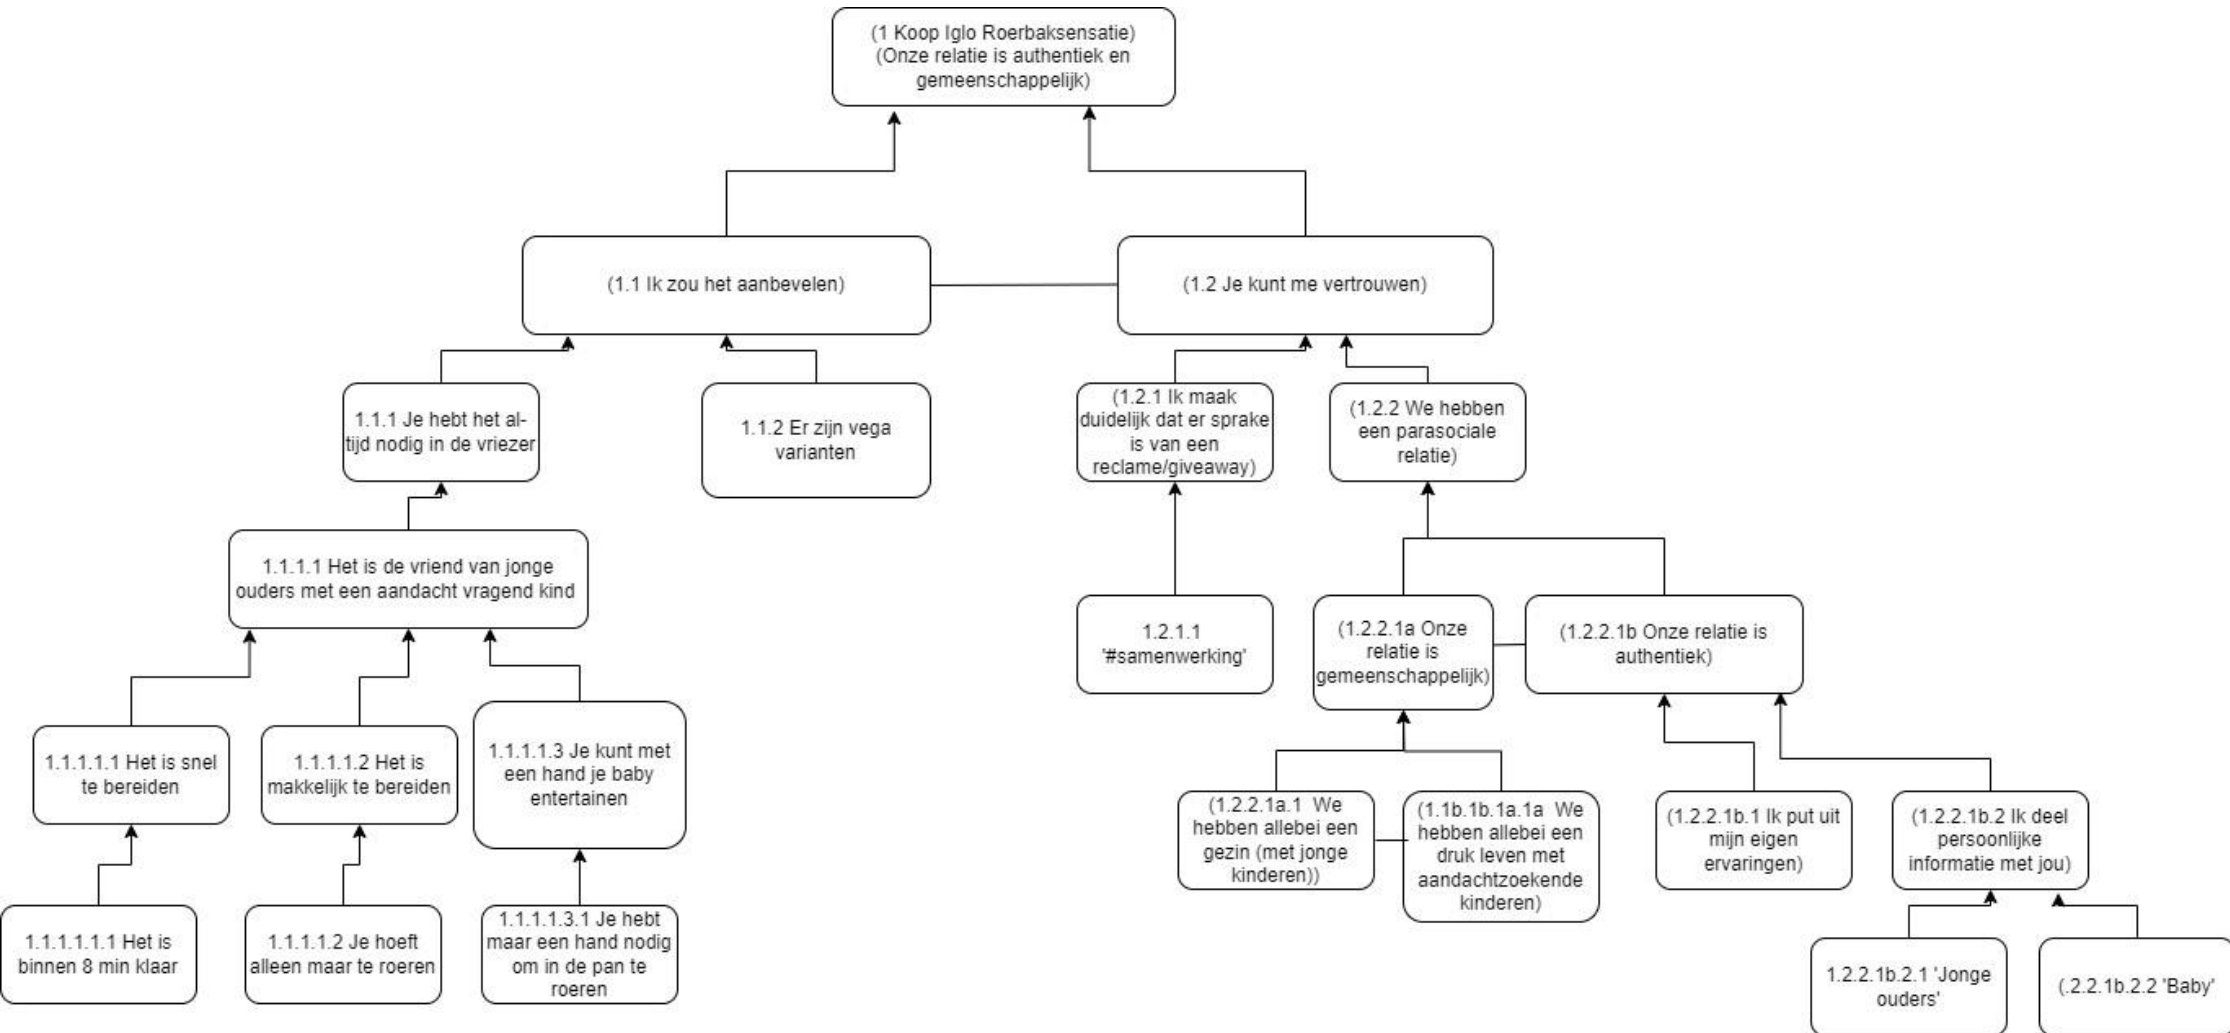 (1 Koop Iglo Roerbaksensatie)
(Onze relatie is authentiek en
gemeenschappelijk)
(1.1 Ik zou het aanbevelen)
(1.2 Je kunt me vertrouwen)
1.1.1 Je hebt het al-
tijd nodig in de vriezer
1.1.2 Er zijn vega
varianten
(1.2.1 Ik maak
duidelijk dat er sprake
is van een
reclame/giveaway)
(1.2.2 We hebben
een parasociale
relatie)
1.1.1.1 Het is de vriend van jonge
ouders met een aandacht vragend kind
1.2.1.1
'#samenwerking'
(1.2.2.1a Onze
relatie is
gemeenschappelijk)
(1.2.2.1b Onze relatie is
authentiek)
1.1.1.1.1 Het is snel
te bereiden
1.1.1.1.2 Het is
makkelijk te bereiden
1.1.1.1.3 Je kunt met
een hand je baby
entertainen
(1.2.2.1a.1 We
hebben allebei een
gezin (met jonge
kinderen))
(1.1b.1b.1a.1a We
hebben allebei een
druk leven met
aandachtzoekende
kinderen)
(1.2.2.1b.1 Ik put uit
mijn eigen
ervaringen)
(1.2.2.1b.2 Ik deel
persoonlijke
informatie met jou)
1.1.1.1.1.1 Het is
binnen 8 min klaar
1.1.1.1.2 Je hoeft
alleen maar te roeren
1.1.1.1.3.1 Je hebt
maar een hand nodig
om in de pan te
roeren
1.2.2.1b.2.1 'Jonge
ouders'
(.2.2.1b.2.2 'Baby'